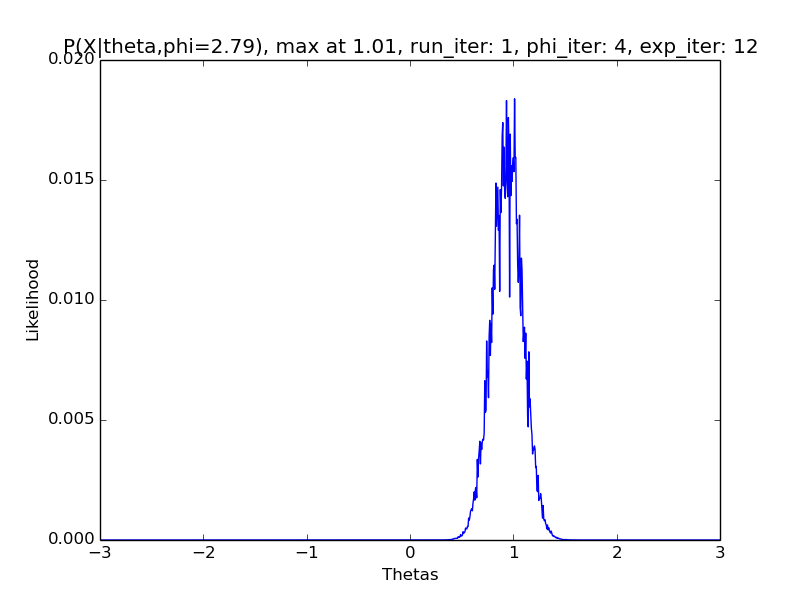 P(X|theta,phi=2.79), max at 1.01, run_iter: 1, phi_iter: 4, exp_iter: 12
0.020
0.015
0.010
0.005
0.000
Likelihood
−3 −2 −1 0 1 2 3
Thetas